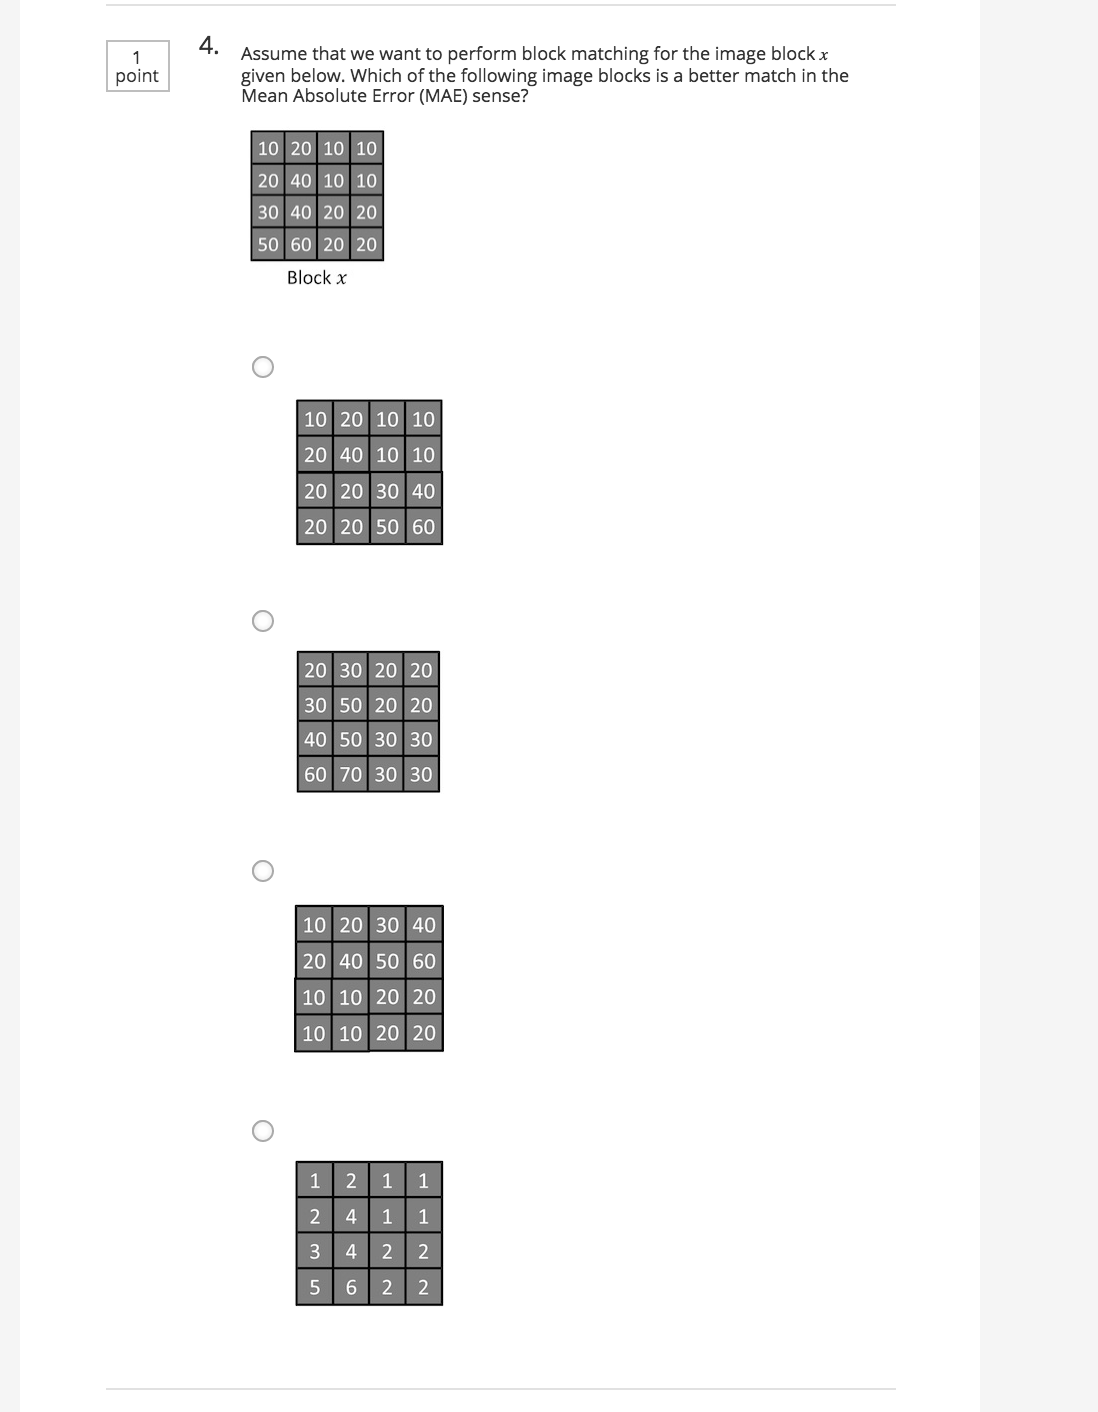 1
point
4.
Assume that we want to perform block matching for the image block x
given below. Which of the following image blocks is a better match in the
Mean Absolute Error (MAE) sense?
10 20 10 10
20 40 10 10
30 40 20 20
50 60 20 20
Block x
10 20 10 10
20 40 10 10
20 20 30 40
20 20 50 60
20 30 20 20
30 50 20 20
40 50 30 30
60 70 30 30
10 20 30 40
20 40 50 60
10 10 20 20
10 10 20 20
1 2 1 1
2 4 1 1
3 4 2 2
5 6 2 2